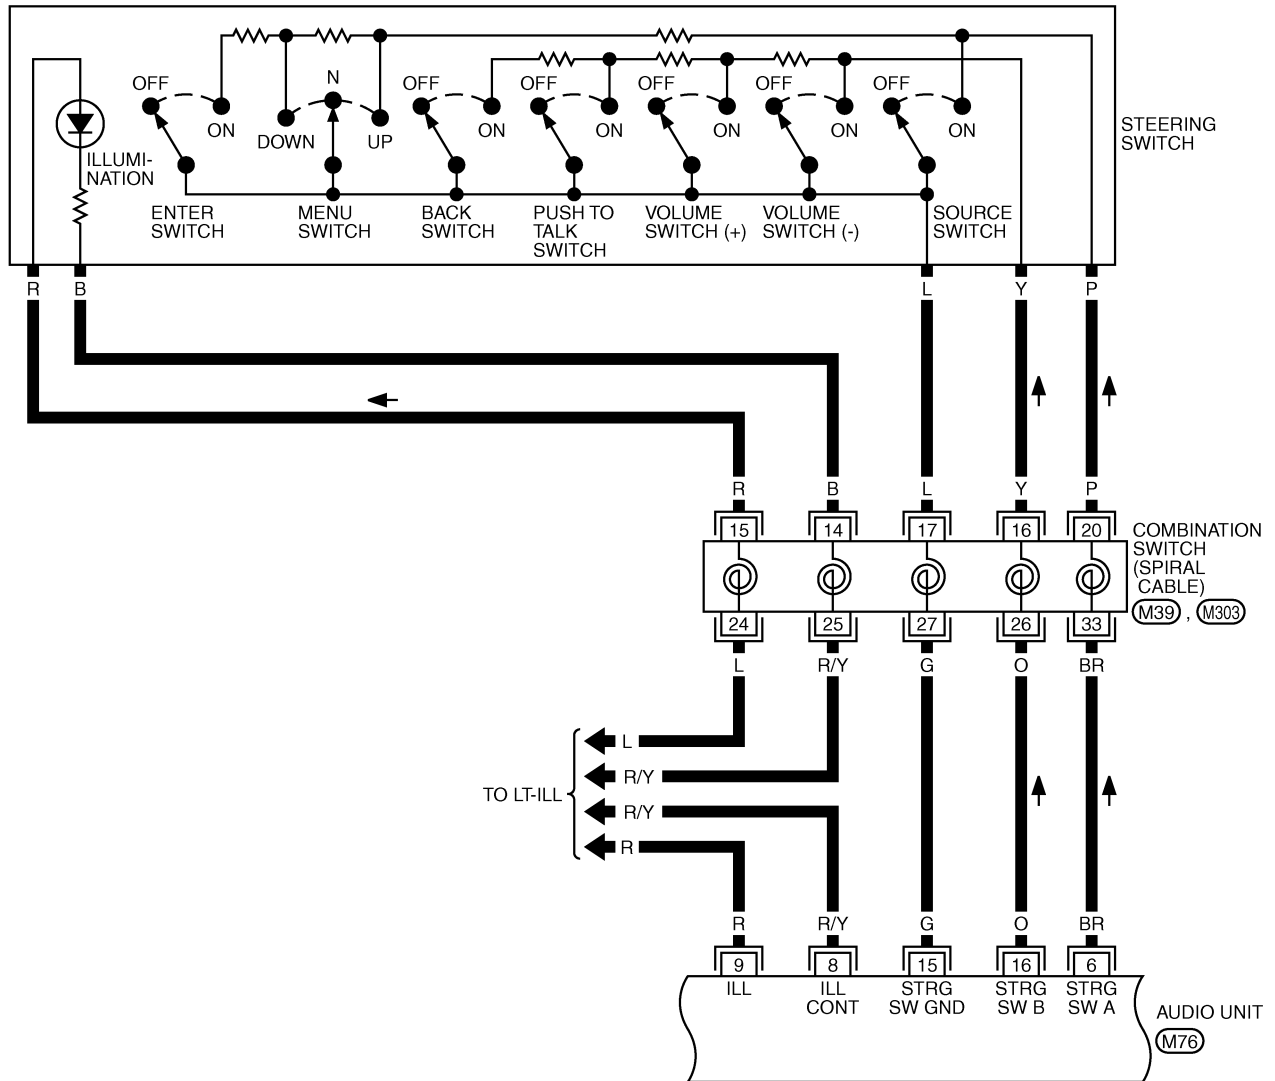 OFF
N
OFF
OFF
OFF
OFF
OFF
ON
DOWN
UP
ON
ON
ON
ON
ON
STEERING
SWITCH
ILLUMI-
NATION
ENTER
SWITCH
MENU
SWITCH
BACK
SWITCH
PUSH TO
TALK
SWITCH
VOLUME
SWITCH (+)
VOLUME
SWITCH (-)
SOURCE
SWITCH
R
B
L
Y
P
R
B
L
Y
P
15
14
17
16
20
COMBINATION
SWITCH
(SPIRAL
CABLE)
M39 , M303
24
25
27
26
33
L
R/Y
G
O
BR
L
R/Y
TO LT-ILL
R/Y
R
R
R/Y
G
O
BR
9
8
15
16
6
ILL
ILL
CONT
STRG
SW GND
STRG
SW B
STRG
SW A
AUDIO UNIT
M76